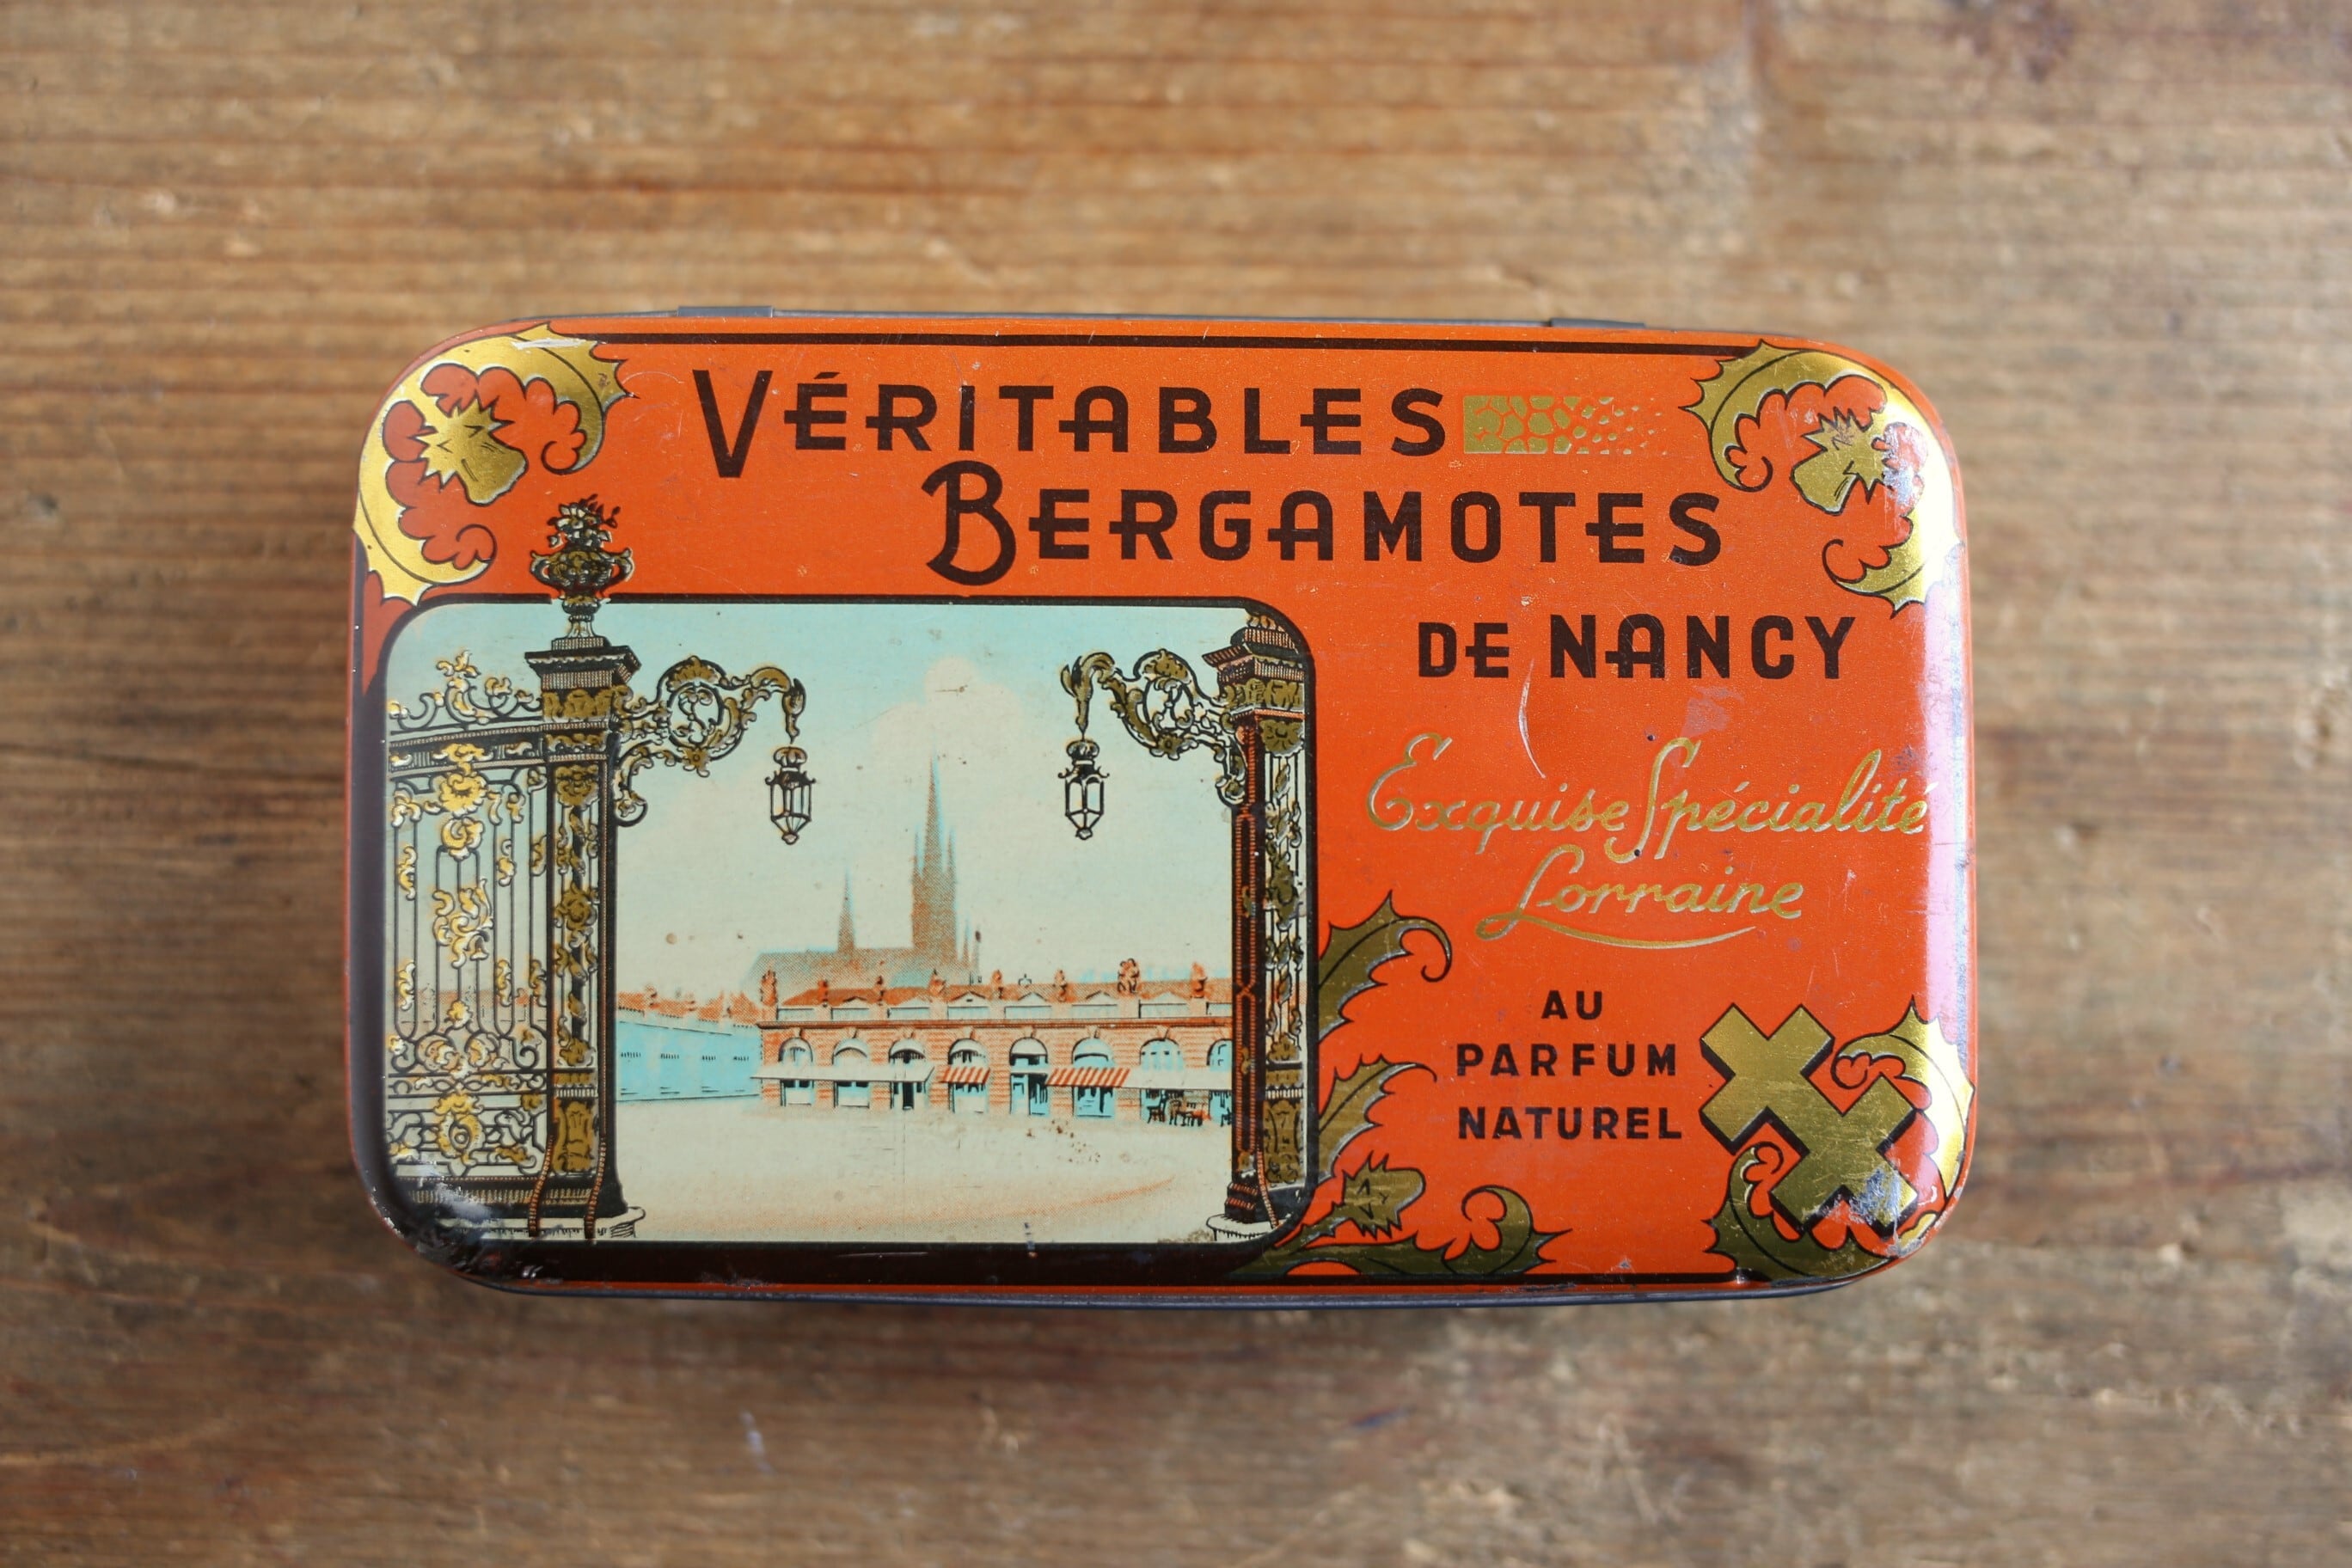 VÉRITABLES
BERGAMOTES
DE NANCY
Exquise Spécialité
Lorraine
AU
PARFUM
NATUREL